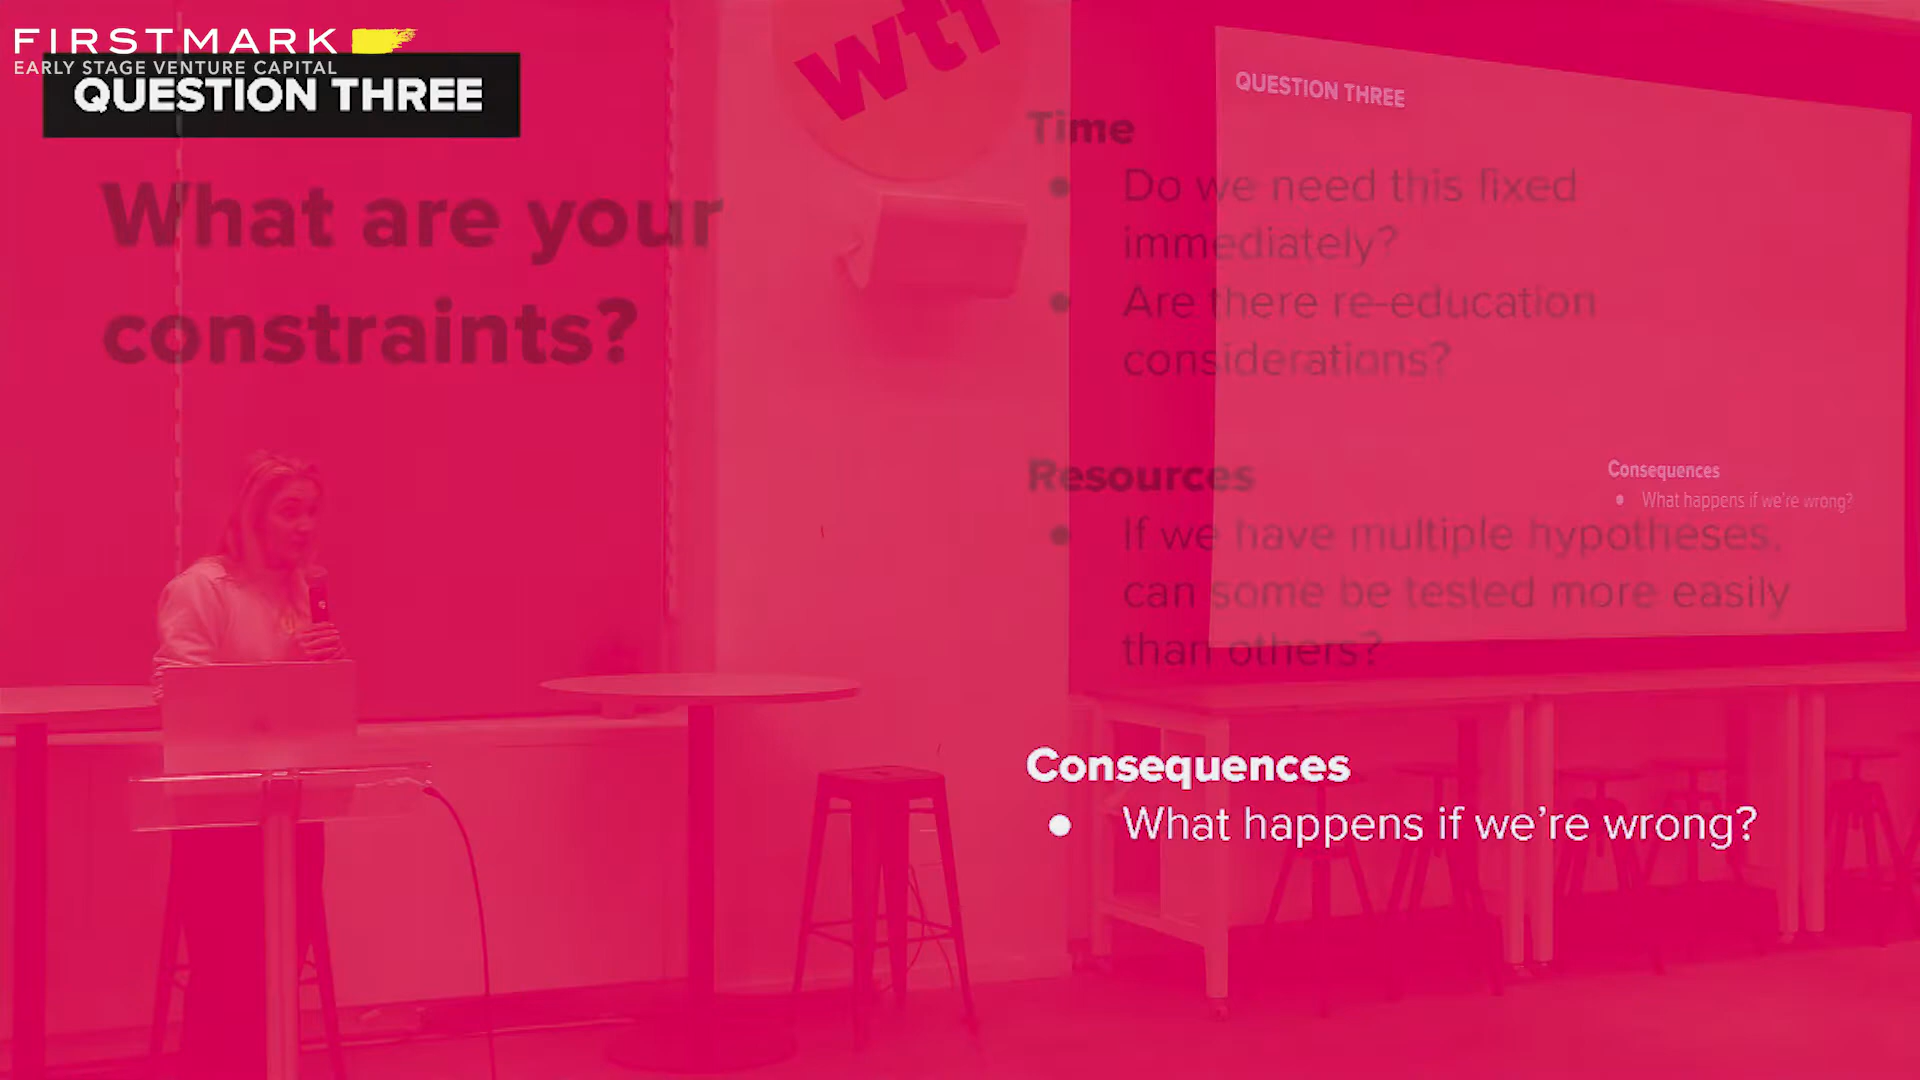 FIRSTMARK
EARLY STAGE VENTURE CAPITAL
QUESTION THREE
What are your
constraints?
wtf
Time
● Do we need this fixed
immediately?
● Are there re-education
considerations?
Resources
● If we have multiple hypotheses,
can some be tested more easily
than others?
Consequences
● What happens if we're wrong?
QUESTION THREE
Consequences
● What happens if we're wrong?